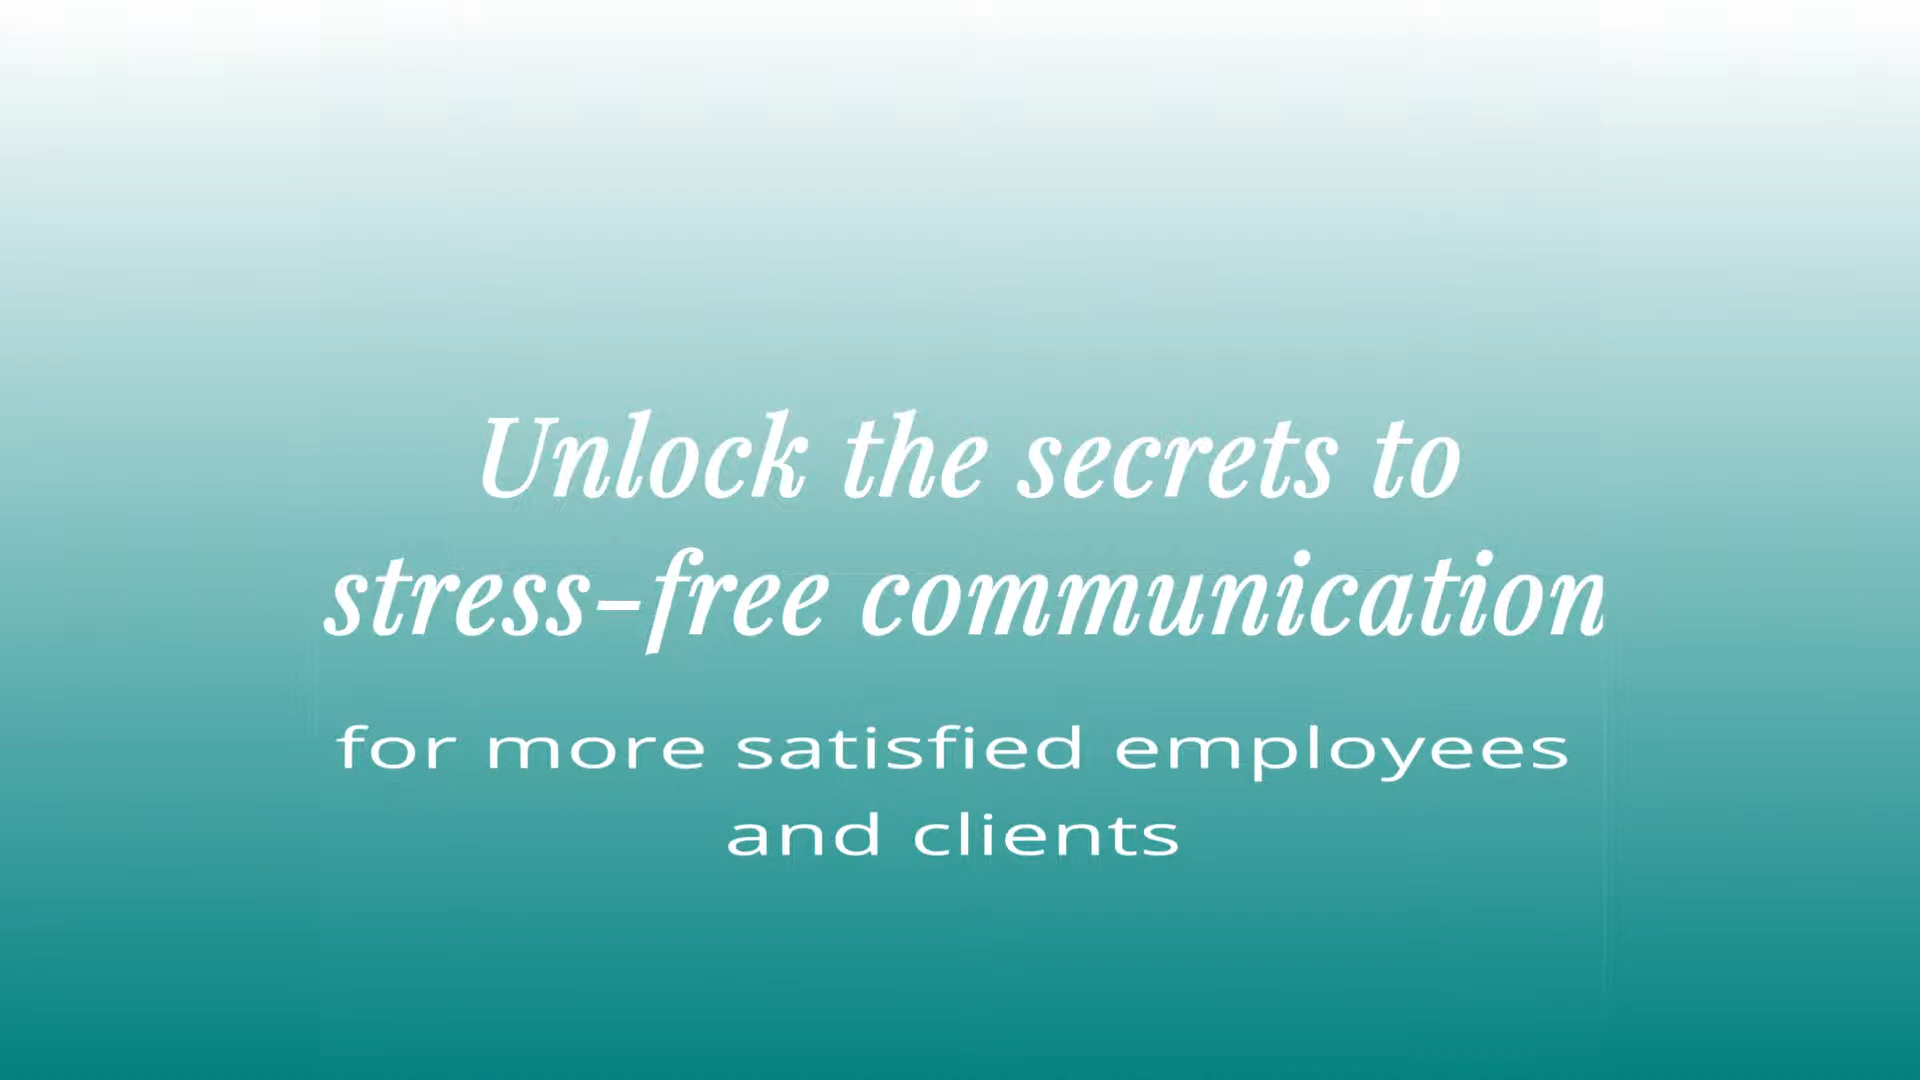 Unlock the secrets to
stress-free communication
for more satisfied employees
and clients